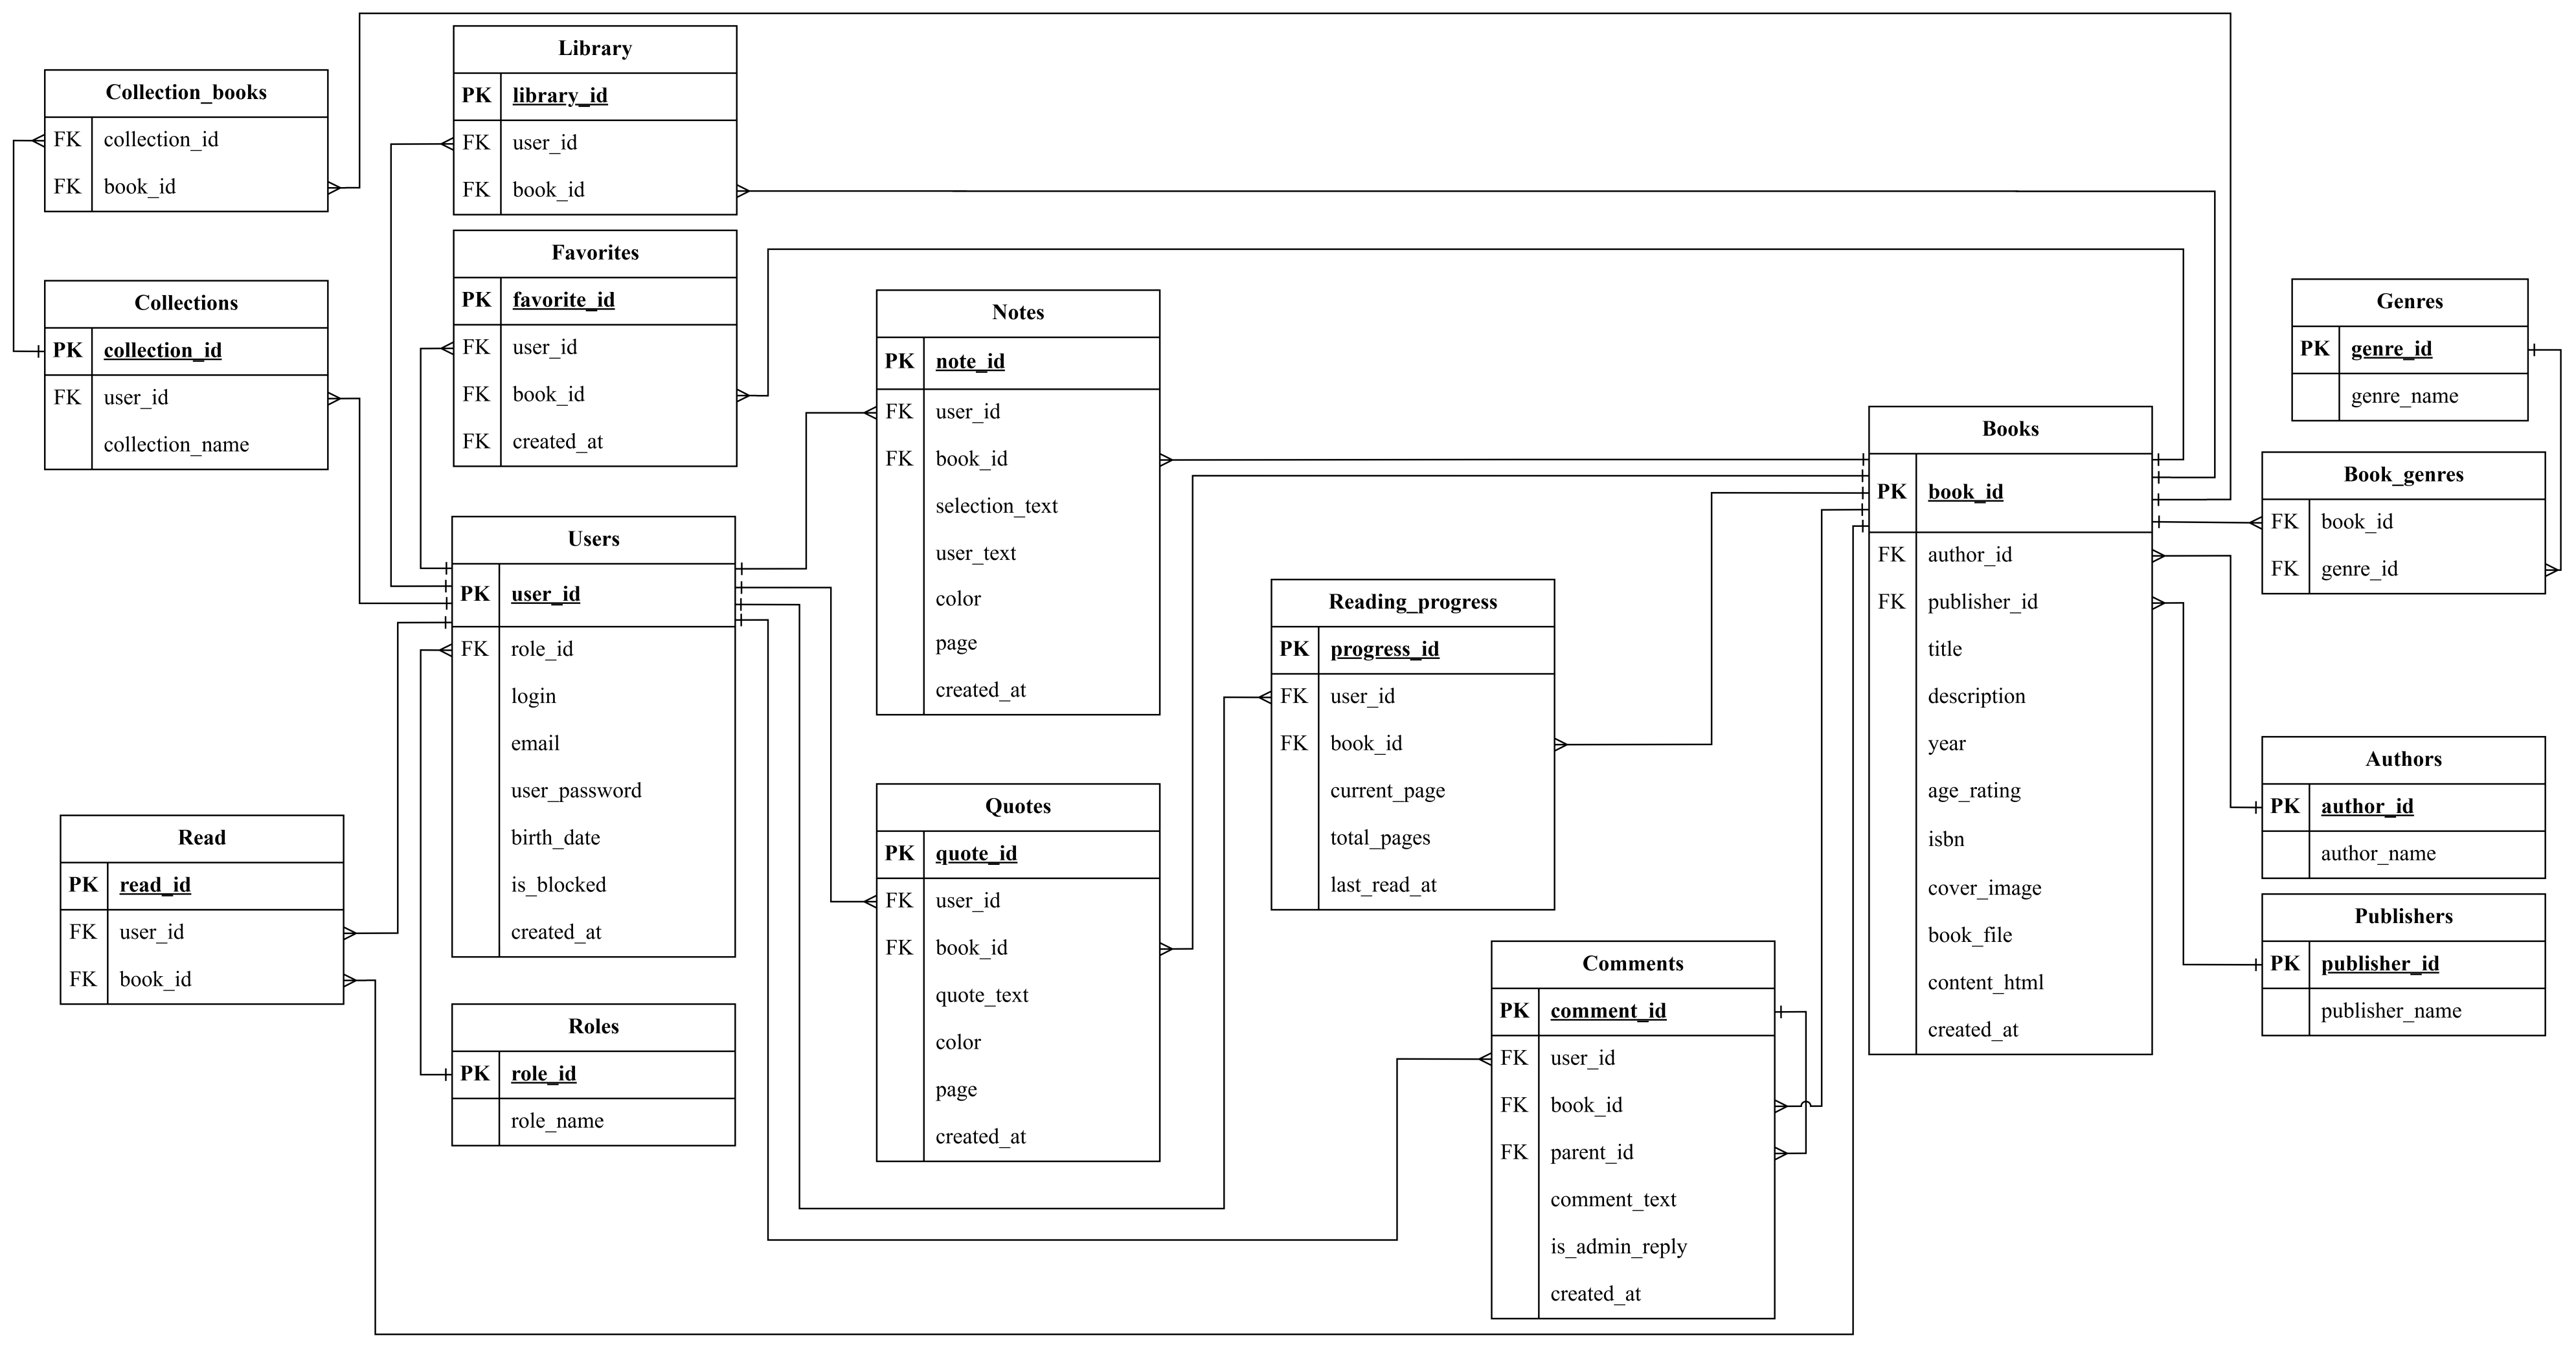 Library
PK library_id
FK user_id
FK book_id
Collection_books
FK collection_id
FK book_id
Favorites
PK favorite_id
FK user_id
FK book_id
FK created_at
Collections
PK collection_id
FK user_id
collection_name
Notes
PK note_id
FK user_id
FK book_id
selection_text
user_text
color
page
created_at
Genres
PK genre_id
genre_name
Books
PK book_id
FK author_id
FK publisher_id
title
description
year
age_rating
isbn
cover_image
book_file
content_html
created_at
Book_genres
FK book_id
FK genre_id
Users
PK user_id
FK role_id
login
email
user_password
birth_date
is_blocked
created_at
Reading_progress
PK progress_id
FK user_id
FK book_id
current_page
total_pages
last_read_at
Authors
PK author_id
author_name
Quotes
PK quote_id
FK user_id
FK book_id
quote_text
color
page
created_at
Read
PK read_id
FK user_id
FK book_id
Publishers
PK publisher_id
publisher_name
Comments
PK comment_id
FK user_id
FK book_id
FK parent_id
comment_text
is_admin_reply
created_at
Roles
PK role_id
role_name